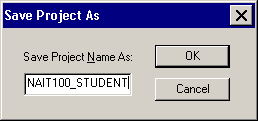 Save Project As
Save Project Name As:
OK
NAIT100_STUDENT
Cancel